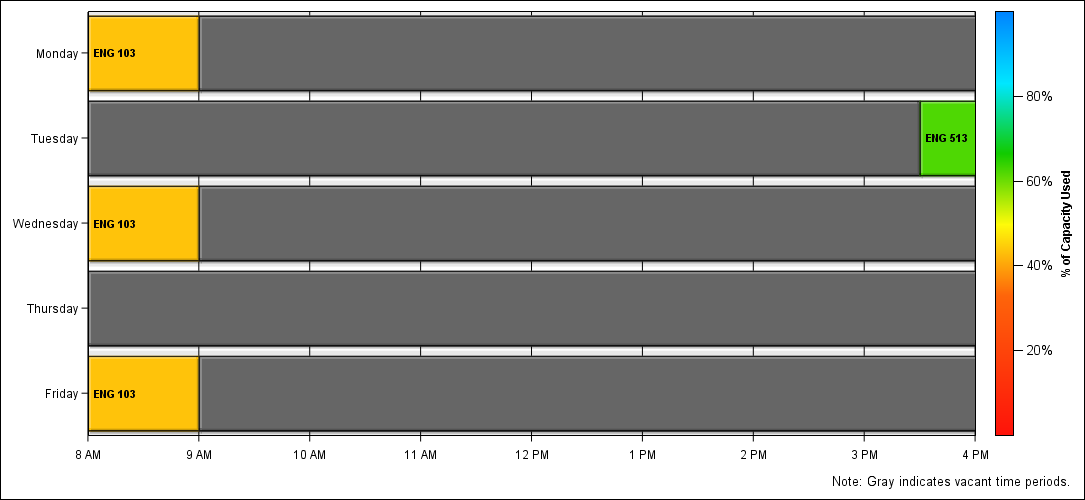 Monday
ENG 103
Tuesday
ENG 513
Wednesday
ENG 103
Thursday
Friday
ENG 103
8 AM
9 AM
10 AM
11 AM
12 PM
1 PM
2 PM
3 PM
4 PM
80%
60%
40%
20%
% of Capacity Used
Note: Gray indicates vacant time periods.